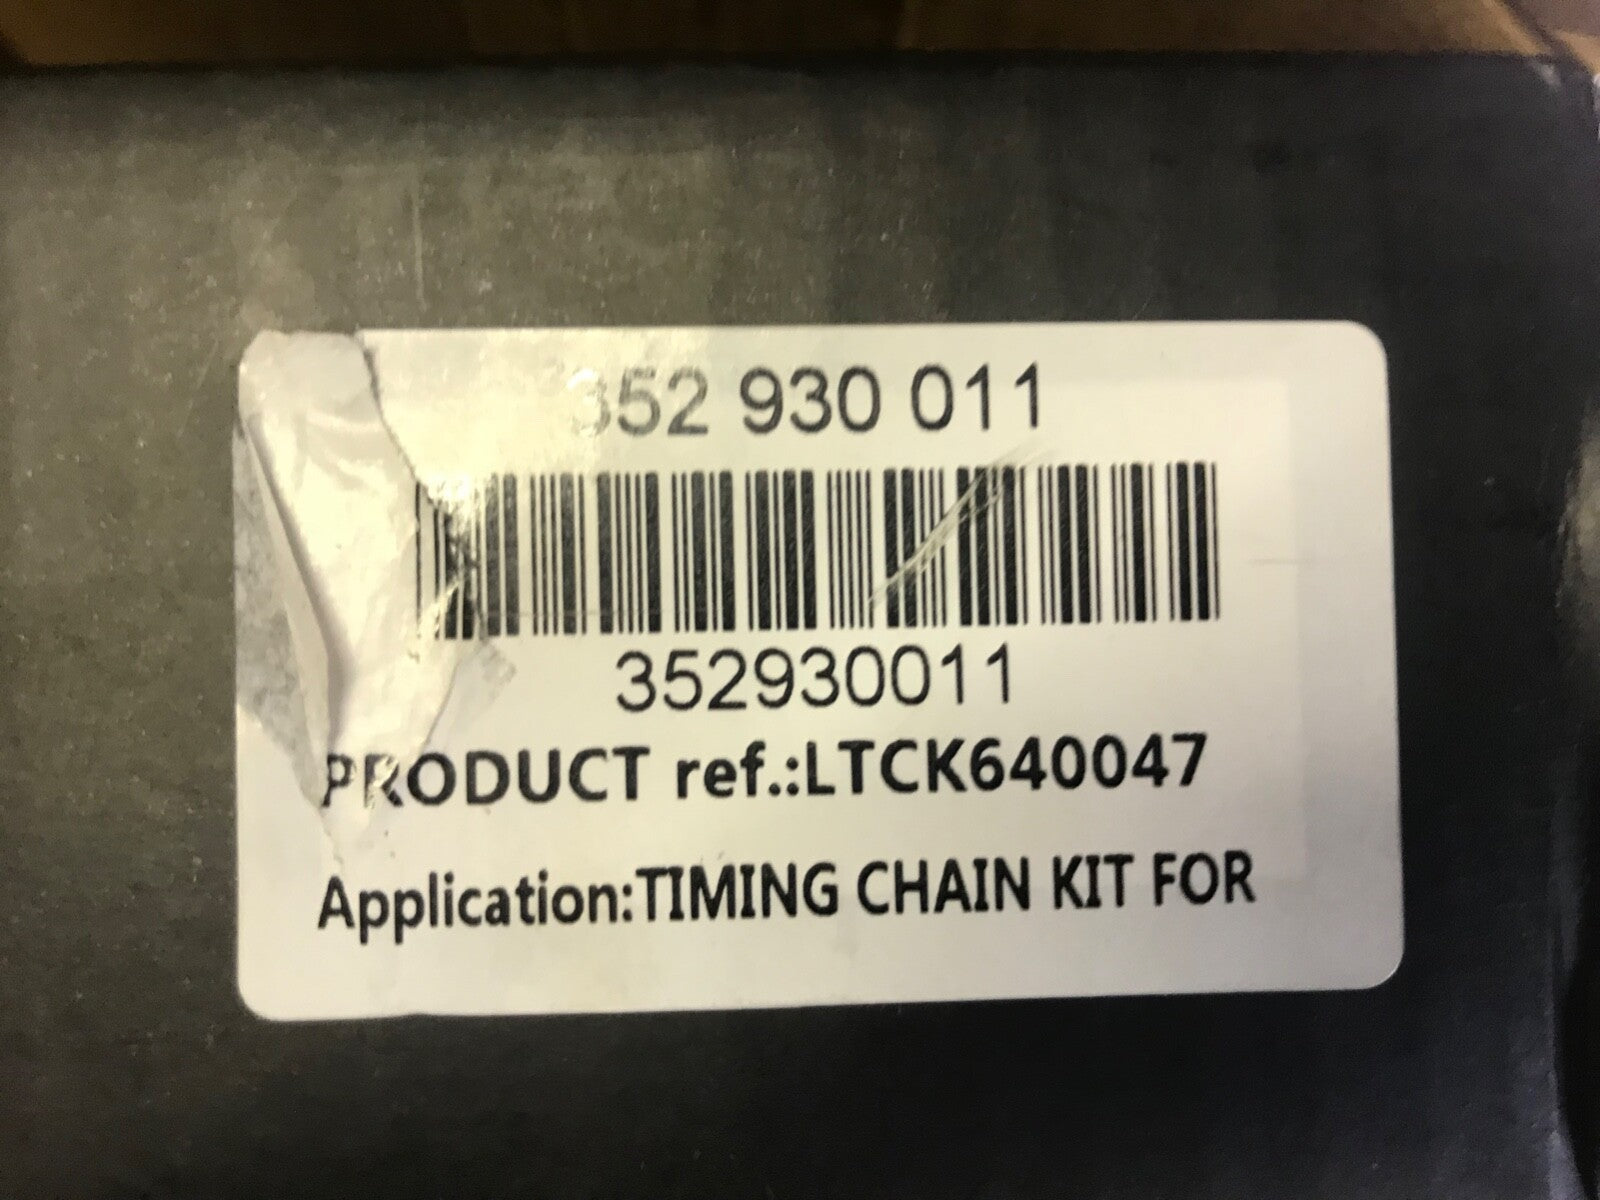 352 930 011
352930011
PRODUCT ref.:LTCK640047
Application:TIMING CHAIN KIT FOR